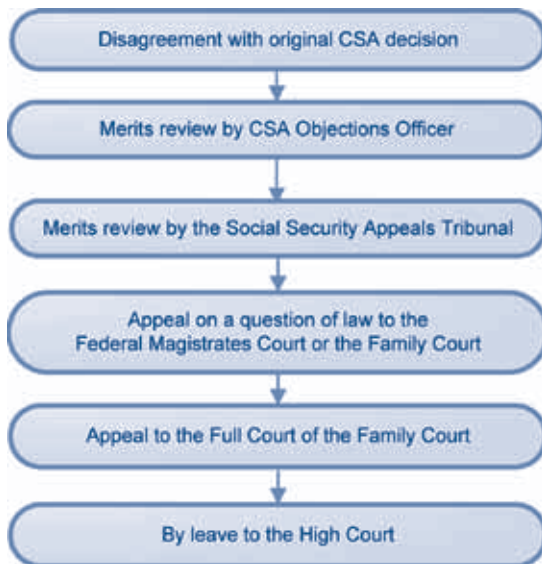 Disagreement with original CSA decision
Merits review by CSA Objections Officer
Merits review by the Social Security Appeals Tribunal
Appeal on a question of law to the
Federal Magistrates Court or the Family Court
Appeal to the Full Court of the Family Court
By leave to the High Court